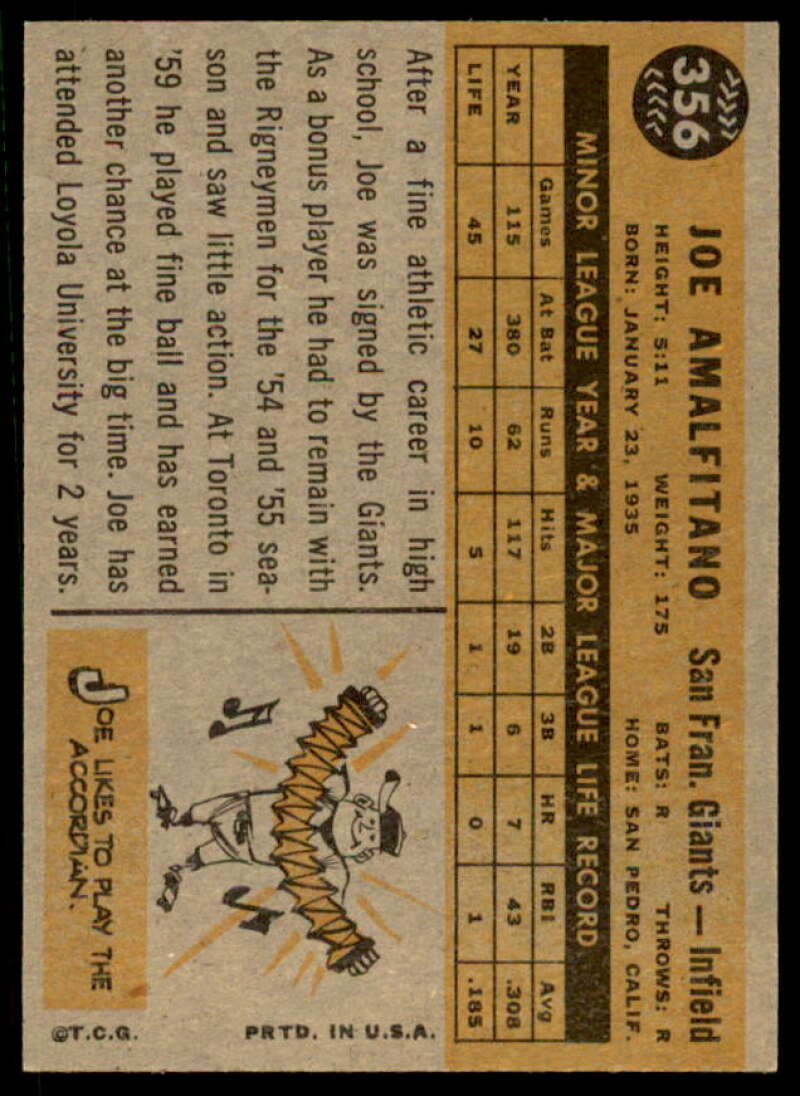 356
JOE AMALFITANO San Fran. Giants — Infield
HEIGHT: 5:11 WEIGHT: 175 BATS: R THROWS: R
BORN: JANUARY 23, 1935 HOME: SAN PEDRO, CALIF.
MINOR LEAGUE YEAR & MAJOR LEAGUE LIFE RECORD
Games At Bat Runs Hits 2B 3B HR RBI Avg
YEAR 115 380 62 117 19 6 7 43 .308
LIFE 45 27 10 5 1 1 0 1 .185
After a fine athletic career in high
school, Joe was signed by the Giants.
As a bonus player he had to remain with
the Rigneymen for the '54 and '55 sea-
son and saw little action. At Toronto in
'59 he played fine ball and has earned
another chance at the big time. Joe has
attended Loyola University for 2 years.
JOE LIKES TO PLAY THE
ACCORDIAN.
©T.C.G. PRTD. IN U.S.A.